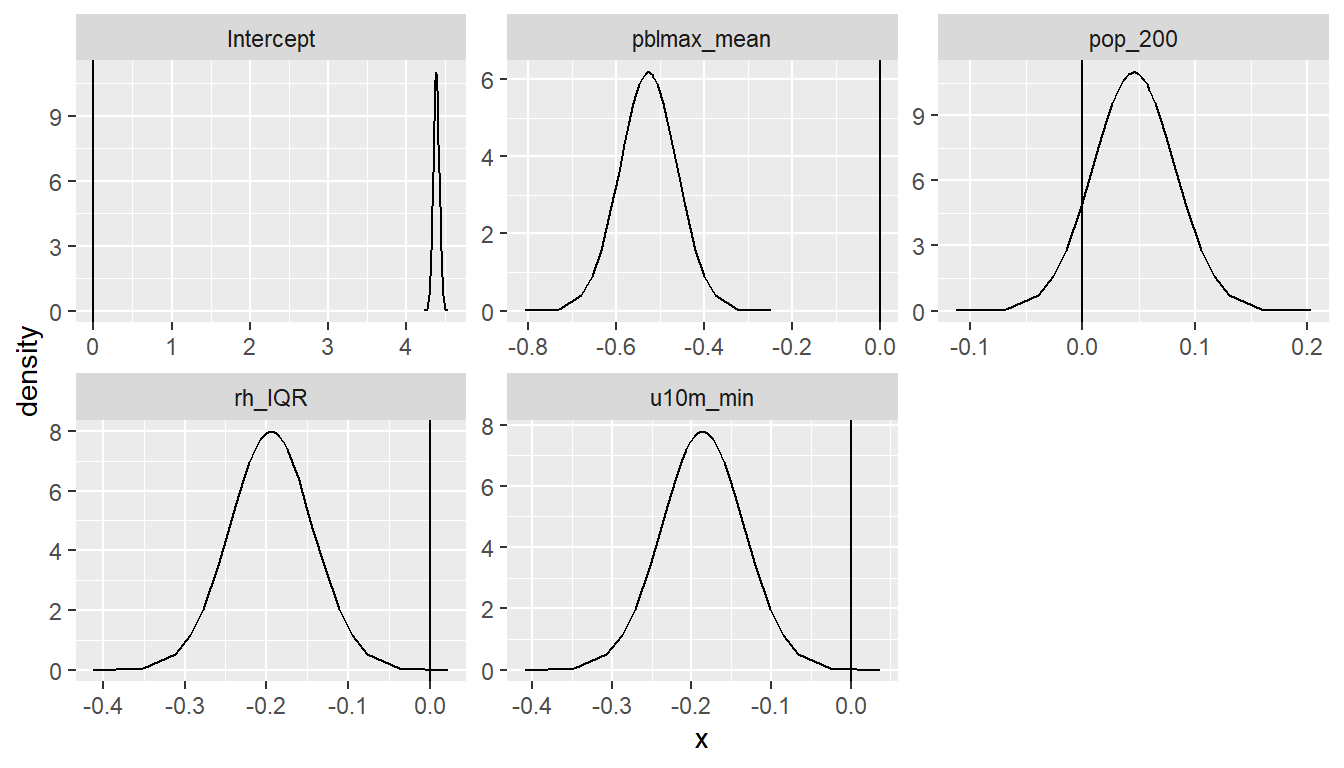 Intercept pblmax_mean pop_200
9 6 9
6 4 6
3 2 3
0 0 0
0 1 2 3 4 -0.8 -0.6 -0.4 -0.2 0.0 -0.1 0.0 0.1 0.2
density
rh_IQR u10m_min
8 8
6 6
4 4
2 2
0 0
-0.4 -0.3 -0.2 -0.1 0.0 -0.4 -0.3 -0.2 -0.1 0.0
x